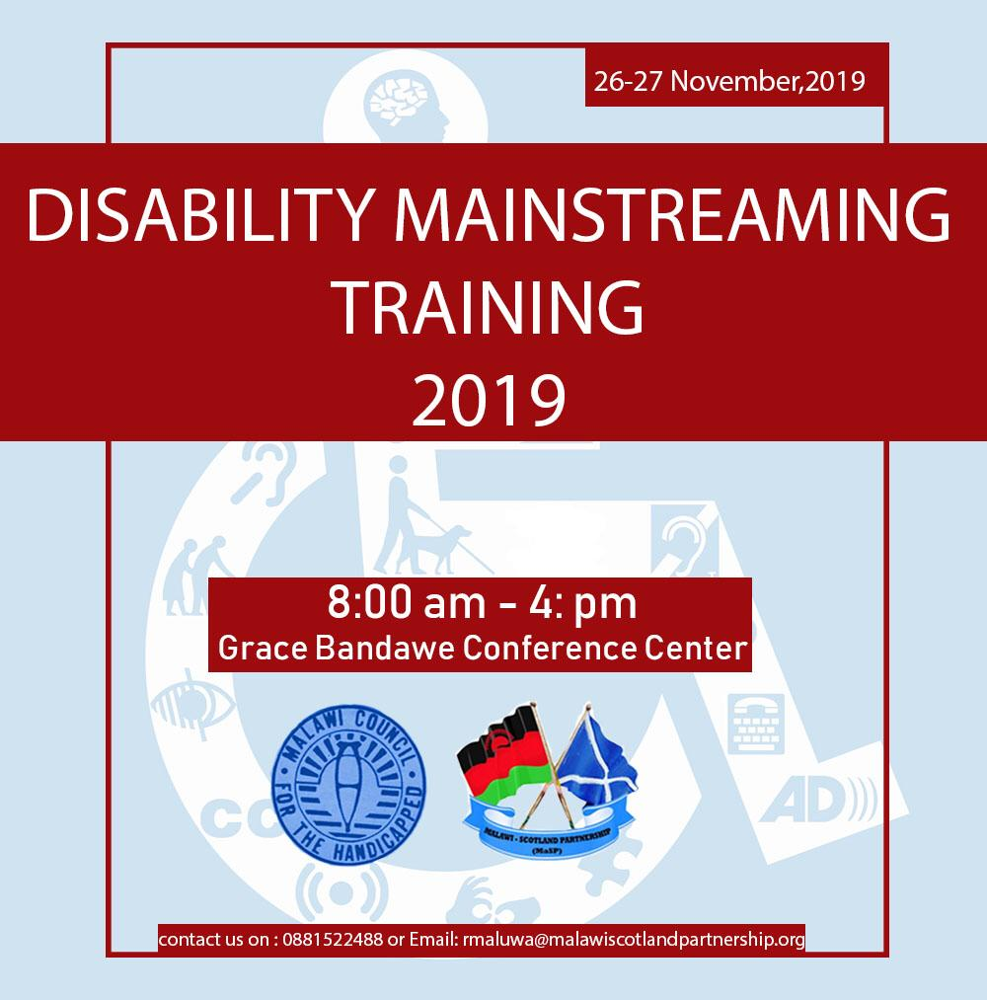 26-27 November,2019
DISABILITY MAINSTREAMING
TRAINING
2019
8:00 am - 4: pm
Grace Bandawe Conference Center
MALAWI COUNCIL
FOR THE HANDICAPPED
MALAWI - SCOTLAND PARTNERSHIP
(MaSP)
CC
AD)))
contact us on : 0881522488 or Email: rmaluwa@malawiscotlandpartnership.org